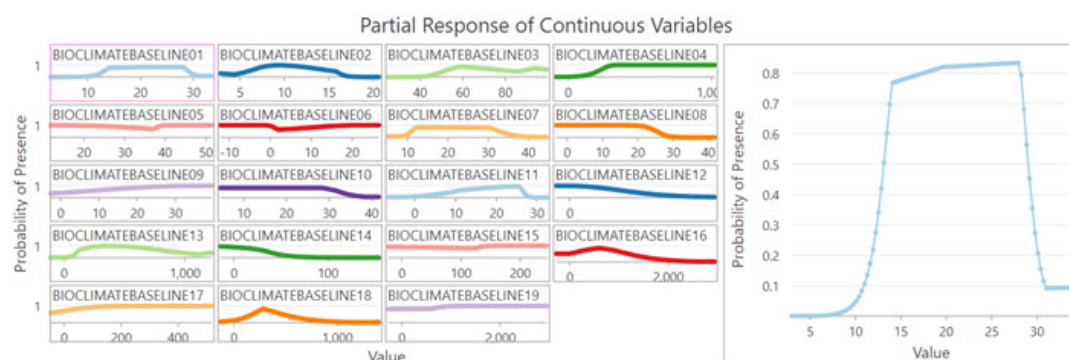 Partial Response of Continuous Variables
Probability of Presence
BIOCLIMATEBASELINE01
1
10 20 30
BIOCLIMATEBASELINE02
5 10 15 20
BIOCLIMATEBASELINE03
40 60 80
BIOCLIMATEBASELINE04
0 1,00
BIOCLIMATEBASELINE05
1
20 30 40 50
BIOCLIMATEBASELINE06
-10 0 10 20
BIOCLIMATEBASELINE07
10 20 30 40
BIOCLIMATEBASELINE08
0 10 20 30 40
BIOCLIMATEBASELINE09
1
0 10 20 30
BIOCLIMATEBASELINE10
10 20 30 40
BIOCLIMATEBASELINE11
0 10 20 30
BIOCLIMATEBASELINE12
0
BIOCLIMATEBASELINE13
1
0 1,000
BIOCLIMATEBASELINE14
0 100
BIOCLIMATEBASELINE15
0 100 200
BIOCLIMATEBASELINE16
0 2,000
BIOCLIMATEBASELINE17
1
0 200 400
BIOCLIMATEBASELINE18
0 1,000
BIOCLIMATEBASELINE19
0 2,000
Value
Probability of Presence
0.8
0.7
0.6
0.5
0.4
0.3
0.2
0.1
5 10 15 20 25 30
Value